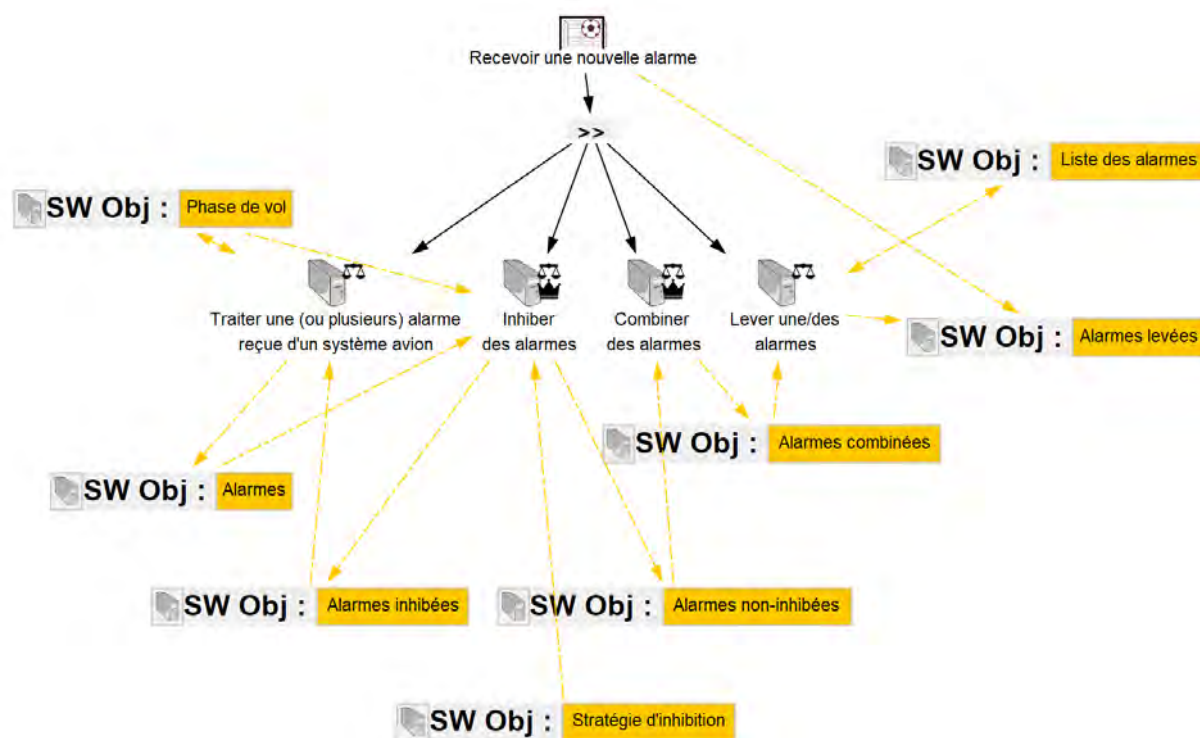 Recevoir une nouvelle alarme
>>
SW Obj : Liste des alarmes
SW Obj : Phase de vol
Traiter une (ou plusieurs) alarme
reçue d'un système avion
Inhiber
des alarmes
Combiner
des alarmes
Lever une/des
alarmes
SW Obj : Alarmes levées
SW Obj : Alarmes combinées
SW Obj : Alarmes
SW Obj : Alarmes inhibées
SW Obj : Alarmes non-inhibées
SW Obj : Stratégie d'inhibition